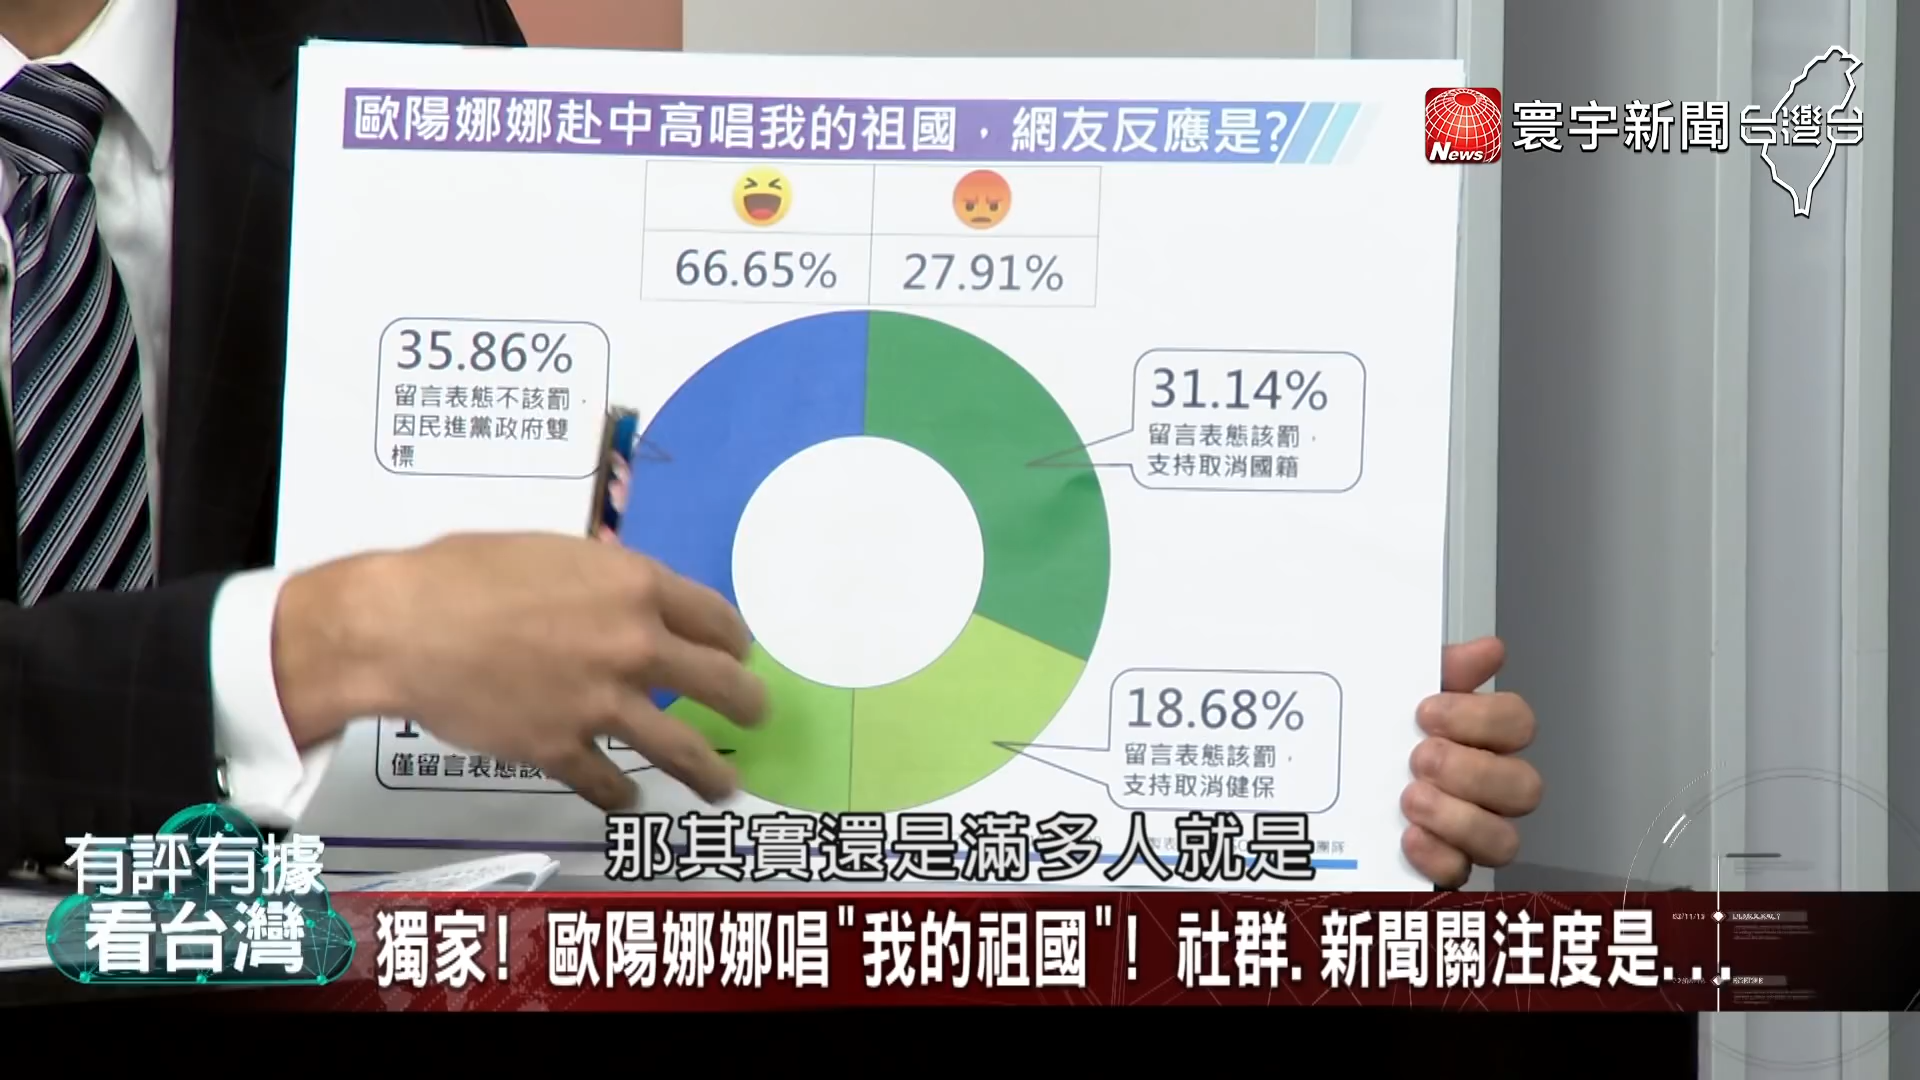 歐陽娜娜赴中高唱我的祖國，網友反應是?
News
寰宇新聞 台灣
66.65%
27.91%
35.86%
留言表態不該罰，
因民進黨政府雙
標
31.14%
留言表態該罰，
支持取消國籍
18.68%
留言表態該罰，
支持取消健保
僅留言表態該
那其實還是滿多人就是
製表
團隊
有評有據
看台灣
獨家! 歐陽娜娜唱"我的祖國"! 社群.新聞關注度是...